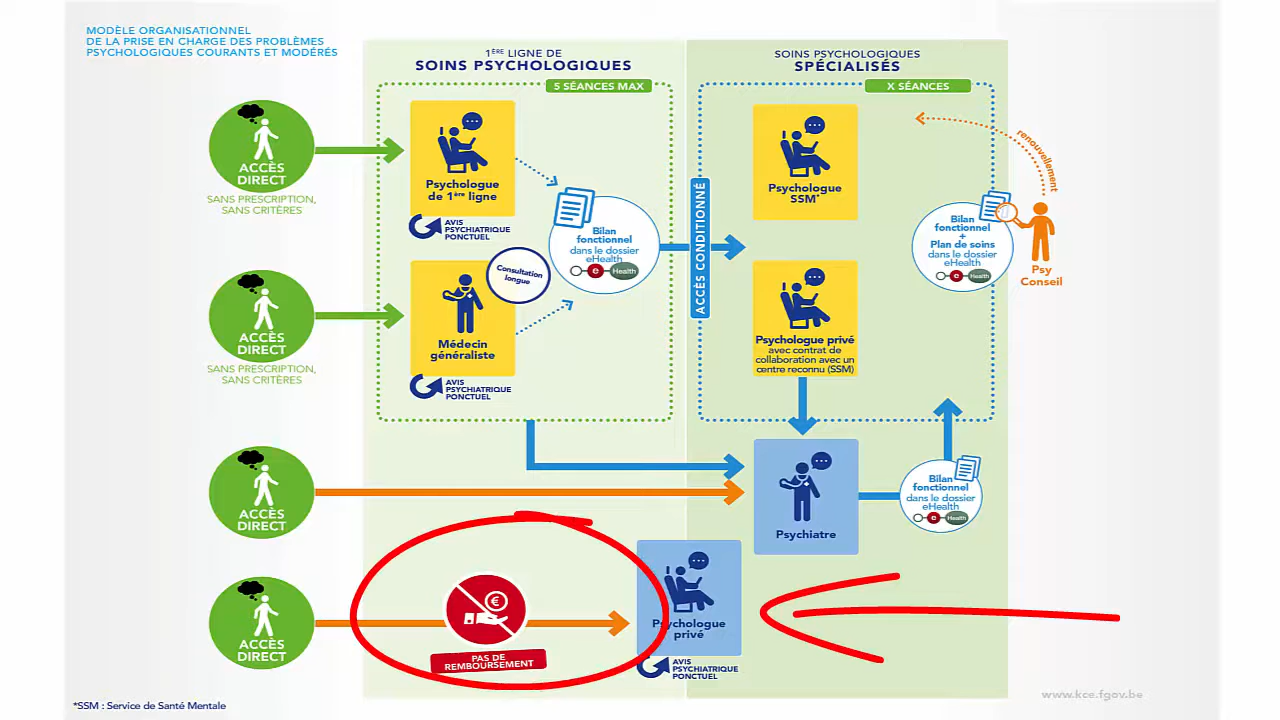 MODÈLE ORGANISATIONNEL
DE LA PRISE EN CHARGE DES PROBLÈMES
PSYCHOLOGIQUES COURANTS ET MODÉRÉS
1ÈRE LIGNE DE
SOINS PSYCHOLOGIQUES
5 SÉANCES MAX
SOINS PSYCHOLOGIQUES
SPÉCIALISÉS
X SÉANCES
ACCÈS
DIRECT
SANS PRESCRIPTION,
SANS CRITÈRES
Psychologue
de 1ère ligne
AVIS
PSYCHIATRIQUE
PONCTUEL
Bilan
fonctionnel
dans le dossier
eHealth
e Health
Consultation
longue
ACCÈS CONDITIONNÉ
Psychologue
SSM*
renouvellement
Bilan
fonctionnel
+
Plan de soins
dans le dossier
eHealth
e Health
Psy
Conseil
ACCÈS
DIRECT
SANS PRESCRIPTION,
SANS CRITÈRES
Médecin
généraliste
AVIS
PSYCHIATRIQUE
PONCTUEL
Psychologue privé
avec contrat de
collaboration avec un
centre reconnu (SSM)
ACCÈS
DIRECT
Psychiatre
Bilan
fonctionnel
dans le dossier
eHealth
e Health
ACCÈS
DIRECT
€
PAS DE
REMBOURSEMENT
Psychologue
privé
AVIS
PSYCHIATRIQUE
PONCTUEL
*SSM : Service de Santé Mentale
www.kce.fgov.be